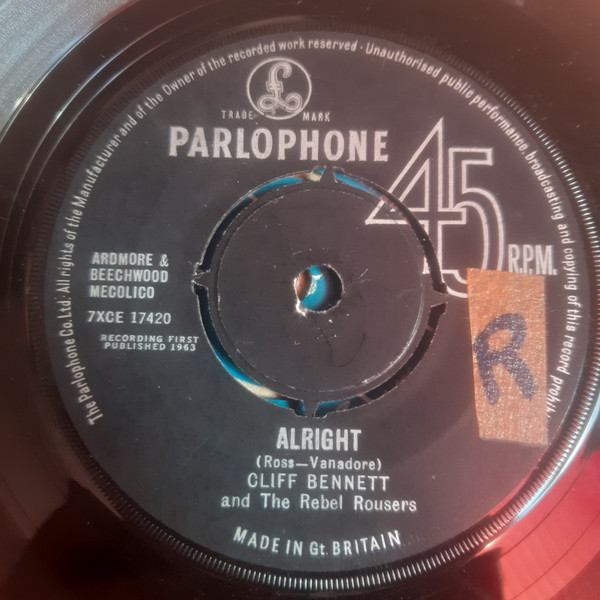 The Parlophone Co. Ltd. All rights of the Manufacturer and of the Owner of the recorded work reserved · Unauthorised public performance, broadcasting and copying of this record prohi
£
TRADE MARK
PARLOPHONE
45 R.P.M.
ARDMORE &
BEECHWOOD
MECOLICO
7XCE 17420
RECORDING FIRST
PUBLISHED 1963
R
ALRIGHT
(Ross—Vanadore)
CLIFF BENNETT
and The Rebel Rousers
MADE IN Gt. BRITAIN